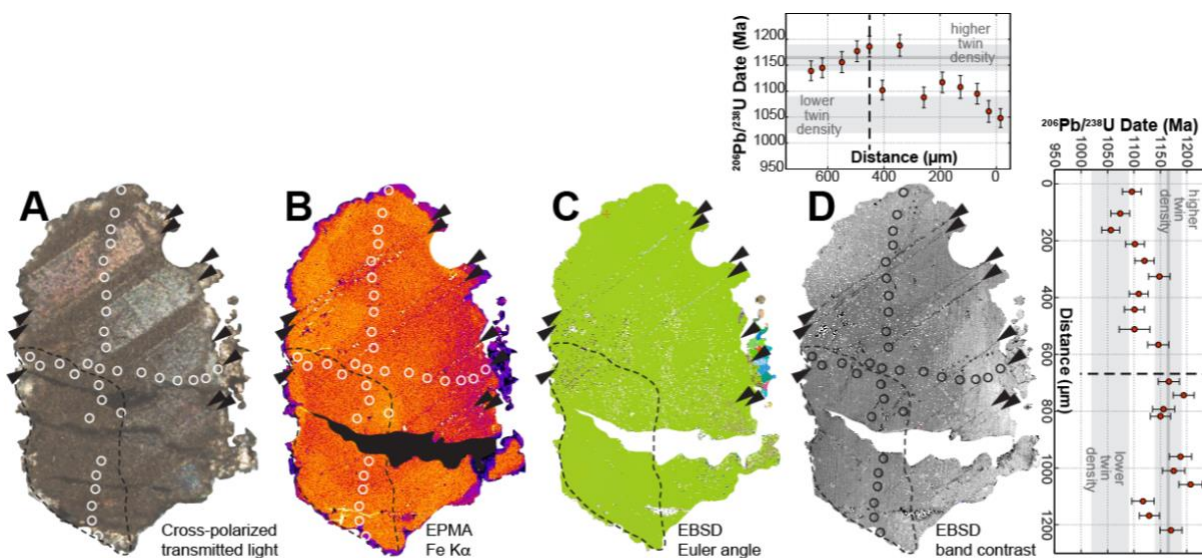 ²⁰⁶Pb/²³⁸U Date (Ma)
1200
1150
1100
1050
1000
950
higher
twin
density
lower
twin
density
Distance (µm)
600
400
200
0
²⁰⁶Pb/²³⁸U Date (Ma)
950
1000
1050
1100
1150
1200
0
200
400
600
800
1000
1200
Distance (µm)
higher
twin
density
lower
twin
density
A
Cross-polarized
transmitted light
B
EPMA
Fe Kα
C
EBSD
Euler angle
D
EBSD
band contrast